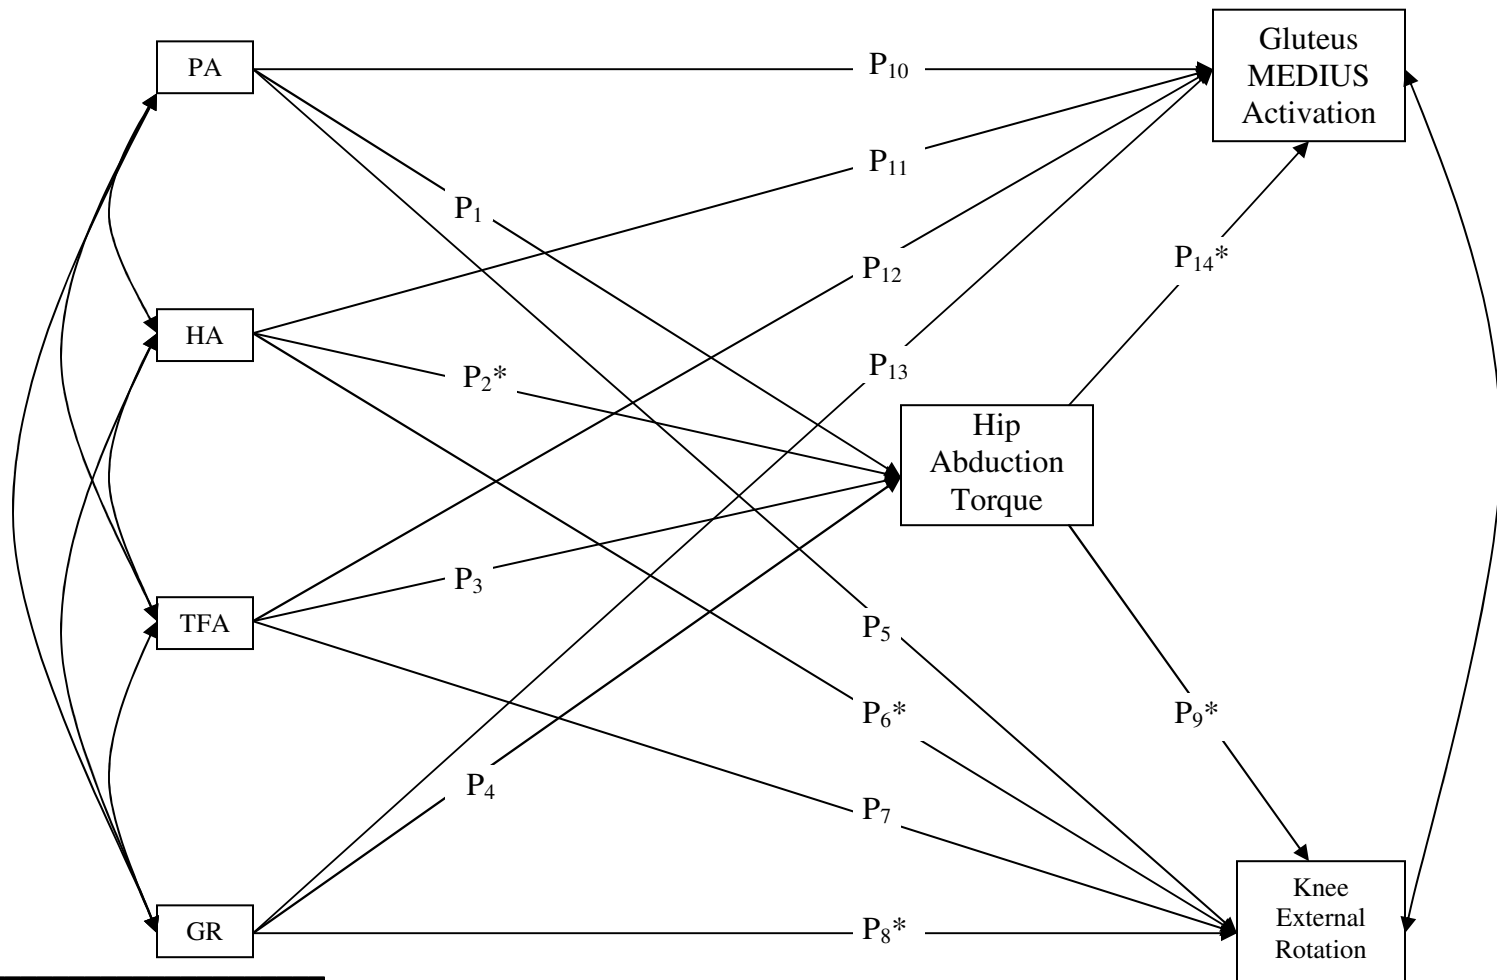 Gluteus
MEDIUS
Activation
PA
P10
P11
P1
P12
P14*
HA
P2*
P13
Hip
Abduction
Torque
P3
TFA
P5
P6*
P9*
P4
P7
Knee
External
Rotation
GR
P8*